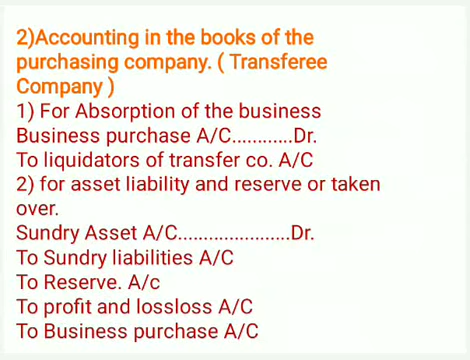 2)Accounting in the books of the
purchasing company. ( Transferee
Company )
1) For Absorption of the business
Business purchase A/C............Dr.
To liquidators of transfer co. A/C
2) for asset liability and reserve or taken
over.
Sundry Asset A/C......................Dr.
To Sundry liabilities A/C
To Reserve. A/c
To profit and lossloss A/C
To Business purchase A/C